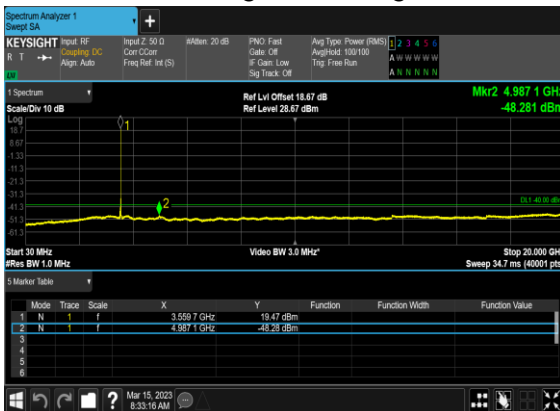 Spectrum Analyzer 1
Swept SA
KEYSIGHT
R T
LV
Input: RF
Coupling: DC
Align: Auto
Input Z: 50 Ω
Corr CCorr
Freq Ref: Int (S)
#Atten: 20 dB
PNO: Fast
Gate: Off
IF Gain: Low
Sig Track: Off
Avg Type: Power (RMS)
Avg|Hold: 100/100
Trig: Free Run
1 2 3 4 5 6
A W W W W W
A N N N N N
1 Spectrum
Scale/Div 10 dB
Ref Lvl Offset 18.67 dB
Ref Level 28.67 dBm
Mkr2 4.987 1 GHz
-48.281 dBm
Log
18.7
8.67
-1.33
-11.3
-21.3
-31.3
-41.3
-51.3
-61.3
1
2
DL1 -40.00 dBm
Start 30 MHz
#Res BW 1.0 MHz
Video BW 3.0 MHz*
Stop 20.000 GH
Sweep 34.7 ms (40001 pts
5 Marker Table
Mode Trace Scale X Y Function Function Width Function Value
1 N 1 f 3.559 7 GHz 19.47 dBm
2 N 1 f 4.987 1 GHz -48.28 dBm
3
4
5
6
?
Mar 15, 2023
8:33:16 AM